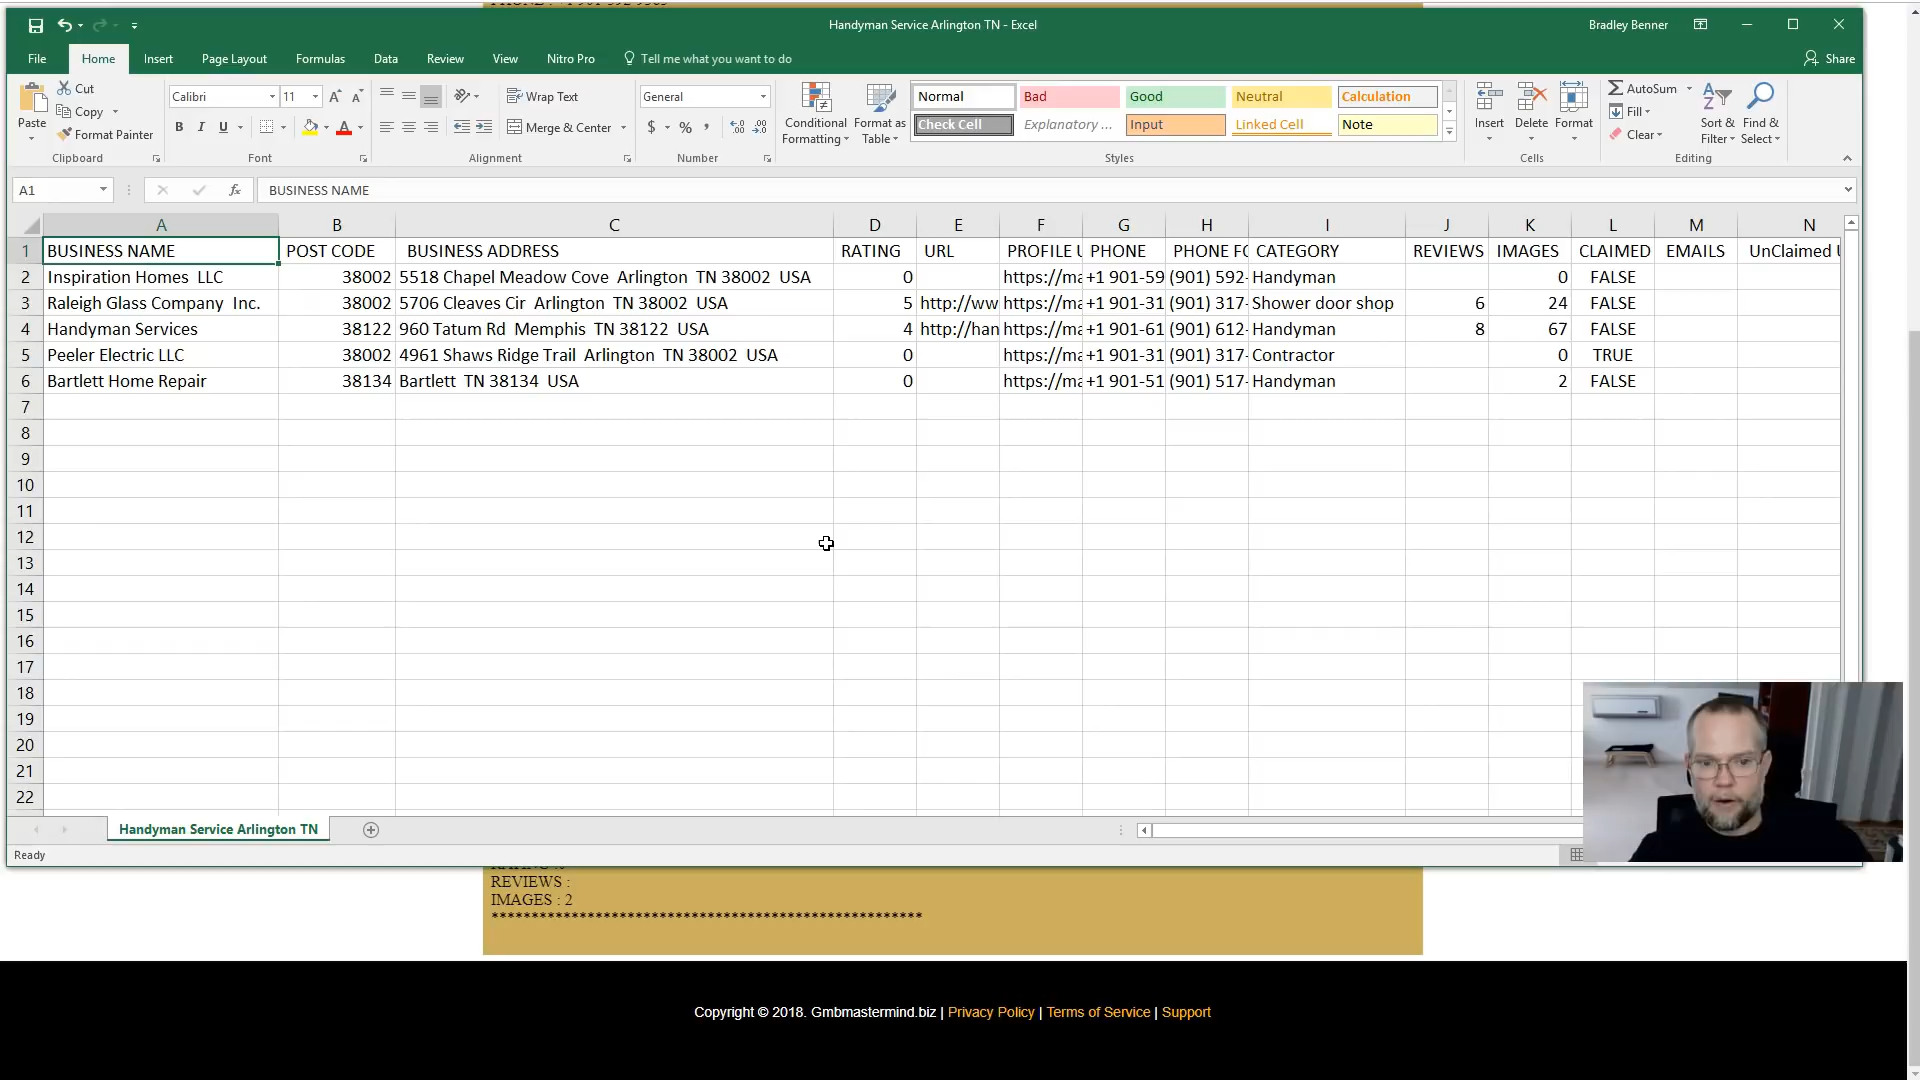 Handyman Service Arlington TN - Excel
Bradley Benner
File Home Insert Page Layout Formulas Data Review View Nitro Pro Tell me what you want to do
Share
Paste
Cut
Copy
Format Painter
Clipboard
Calibri 11
B I U
Font
Wrap Text
Merge & Center
Alignment
General
$ %
Number
Conditional Formatting
Format as Table
Normal Bad Good Neutral Calculation
Check Cell Explanatory ... Input Linked Cell Note
Styles
Insert Delete Format
Cells
AutoSum
Fill
Clear
Sort & Filter
Find & Select
Editing
A1 fx BUSINESS NAME
A B C D E F G H I J K L M N
1 BUSINESS NAME POST CODE BUSINESS ADDRESS RATING URL PROFILE U PHONE PHONE FO CATEGORY REVIEWS IMAGES CLAIMED EMAILS UnClaimed
2 Inspiration Homes LLC 38002 5518 Chapel Meadow Cove Arlington TN 38002 USA 0 https://ma +1 901-59 (901) 592- Handyman 0 FALSE
3 Raleigh Glass Company Inc. 38002 5706 Cleaves Cir Arlington TN 38002 USA 5 http://ww https://ma +1 901-31 (901) 317- Shower door shop 6 24 FALSE
4 Handyman Services 38122 960 Tatum Rd Memphis TN 38122 USA 4 http://han https://ma +1 901-61 (901) 612- Handyman 8 67 FALSE
5 Peeler Electric LLC 38002 4961 Shaws Ridge Trail Arlington TN 38002 USA 0 https://ma +1 901-31 (901) 317- Contractor 0 TRUE
6 Bartlett Home Repair 38134 Bartlett TN 38134 USA 0 https://ma +1 901-51 (901) 517- Handyman 2 FALSE
7
8
9
10
11
12
13
14
15
16
17
18
19
20
21
22
Handyman Service Arlington TN
Ready
REVIEWS :
IMAGES : 2
******************************************************
Copyright © 2018. Gmbmastermind.biz | Privacy Policy | Terms of Service | Support